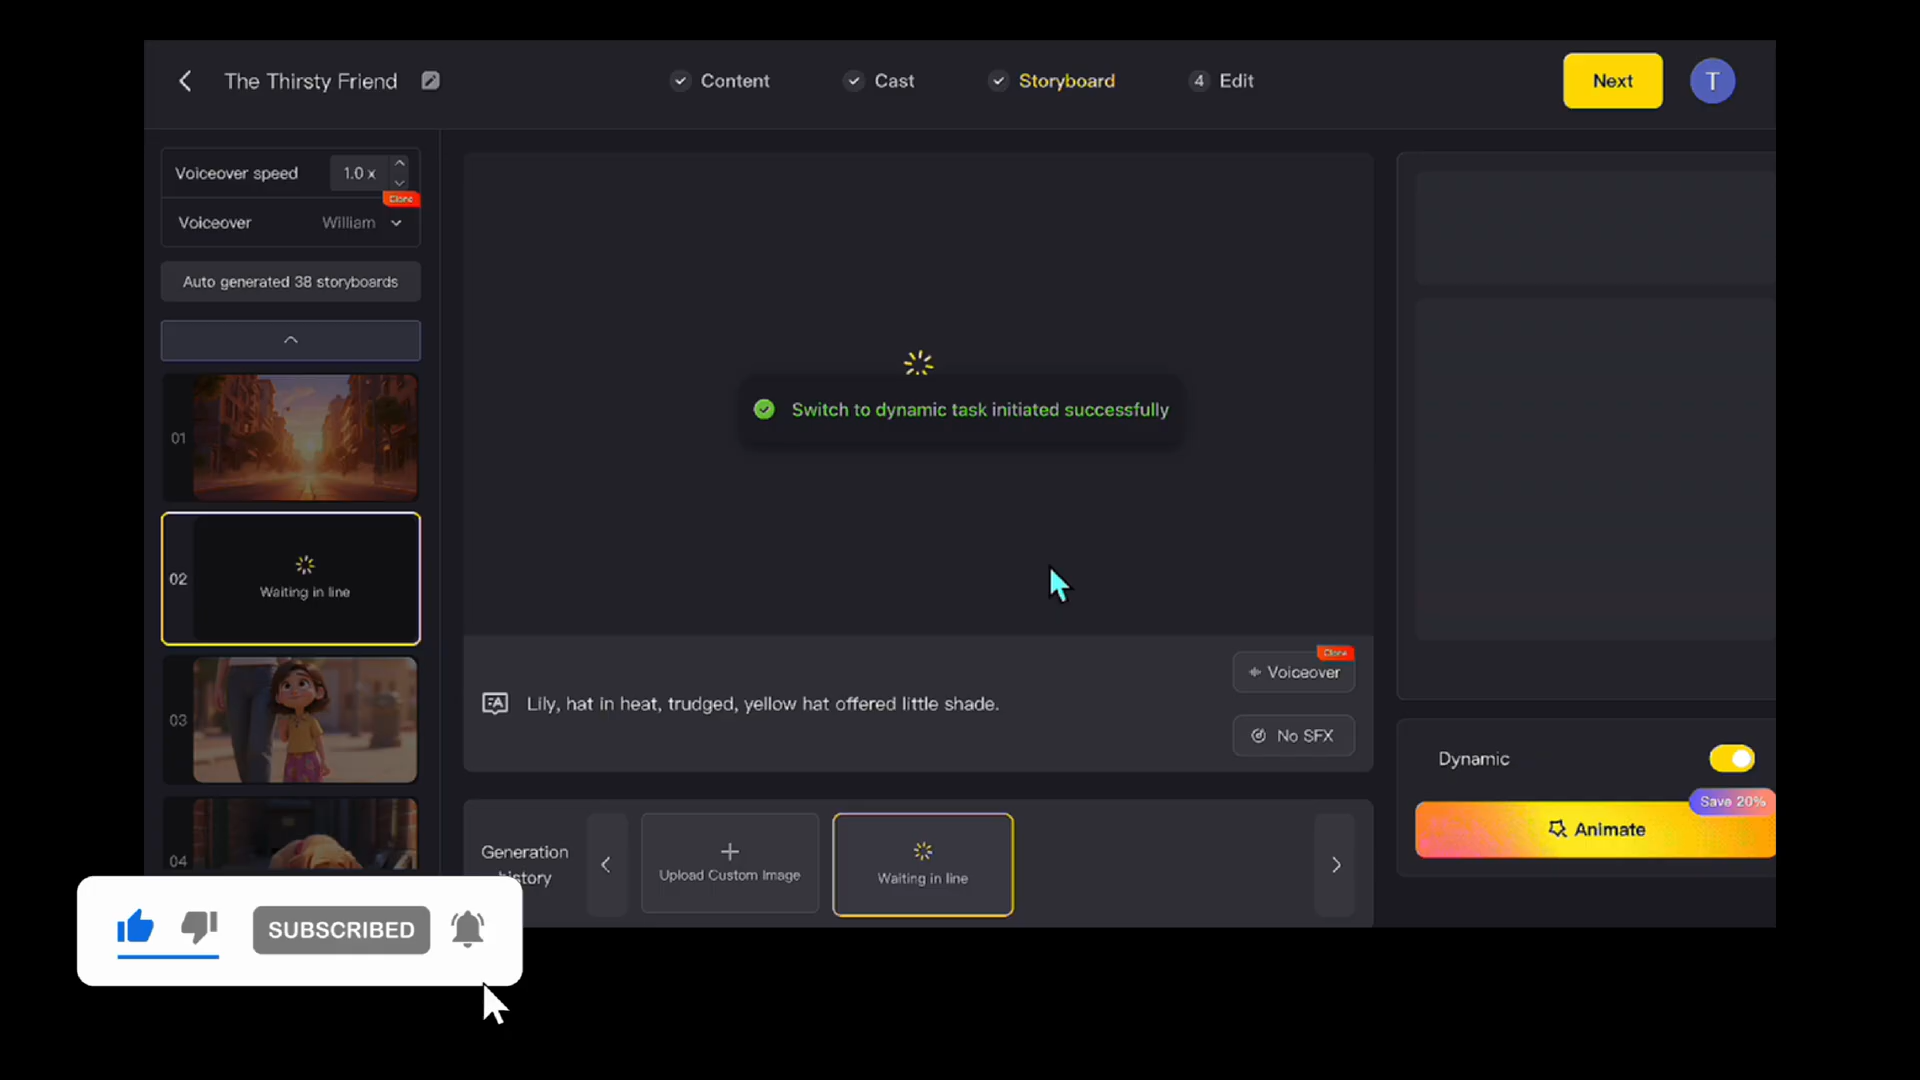 The Thirsty Friend
Content
Cast
Storyboard
4 Edit
Next
T
Voiceover speed
1.0 x
Clone
Voiceover
William
Auto generated 38 storyboards
01
02
Waiting in line
03
04
Switch to dynamic task initiated successfully
Lily, hat in heat, trudged, yellow hat offered little shade.
Clone
Voiceover
No SFX
Generation
history
Upload Custom Image
Waiting in line
Dynamic
Save 20%
Animate
SUBSCRIBED